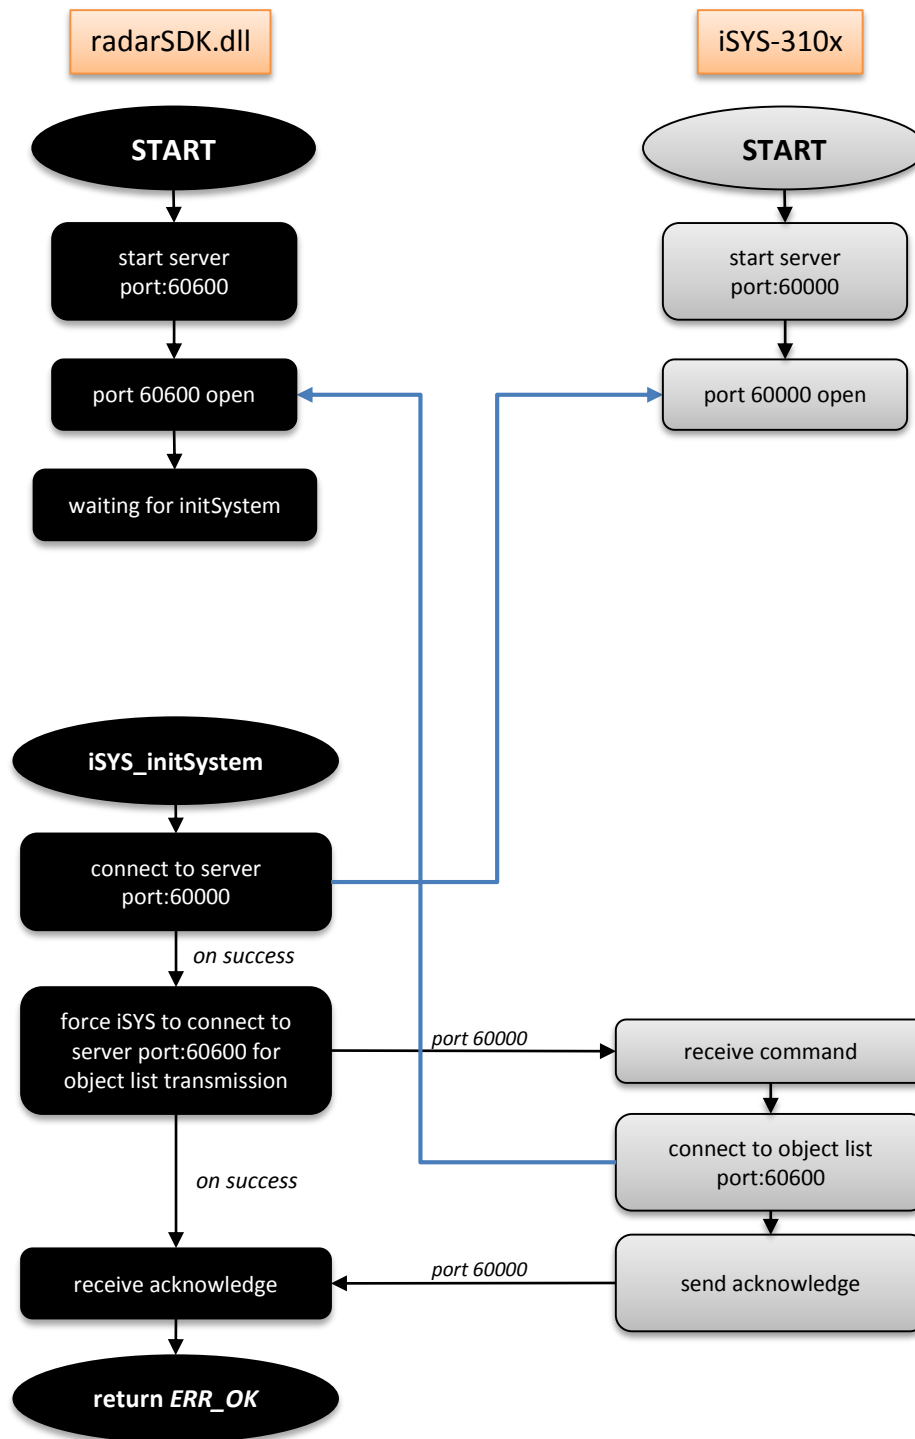 radarSDK.dll
iSYS-310x
START
START
start server
port:60600
start server
port:60000
port 60600 open
port 60000 open
waiting for initSystem
iSYS_initSystem
connect to server
port:60000
on success
force iSYS to connect to
server port:60600 for
object list transmission
port 60000
receive command
connect to object list
port:60600
on success
receive acknowledge
port 60000
send acknowledge
return ERR_OK